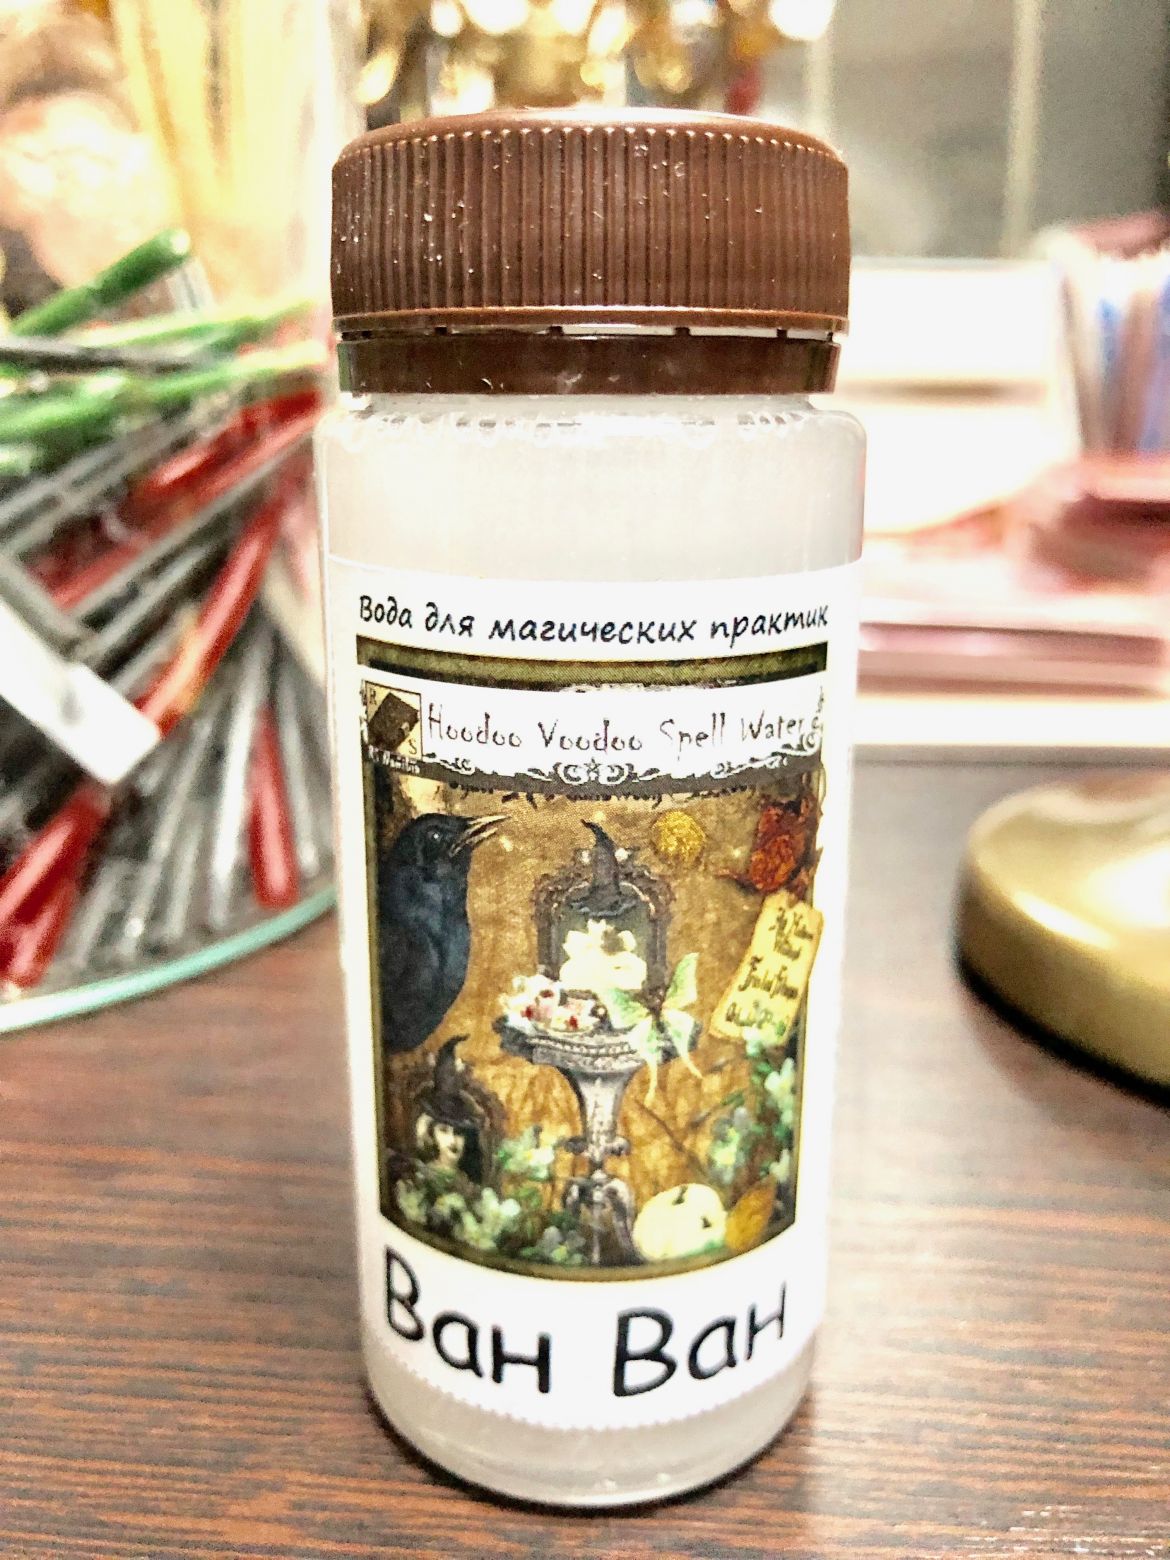 Вода для магических практик
R
S
Hoodoo Voodoo Spell Water
Ван Ван